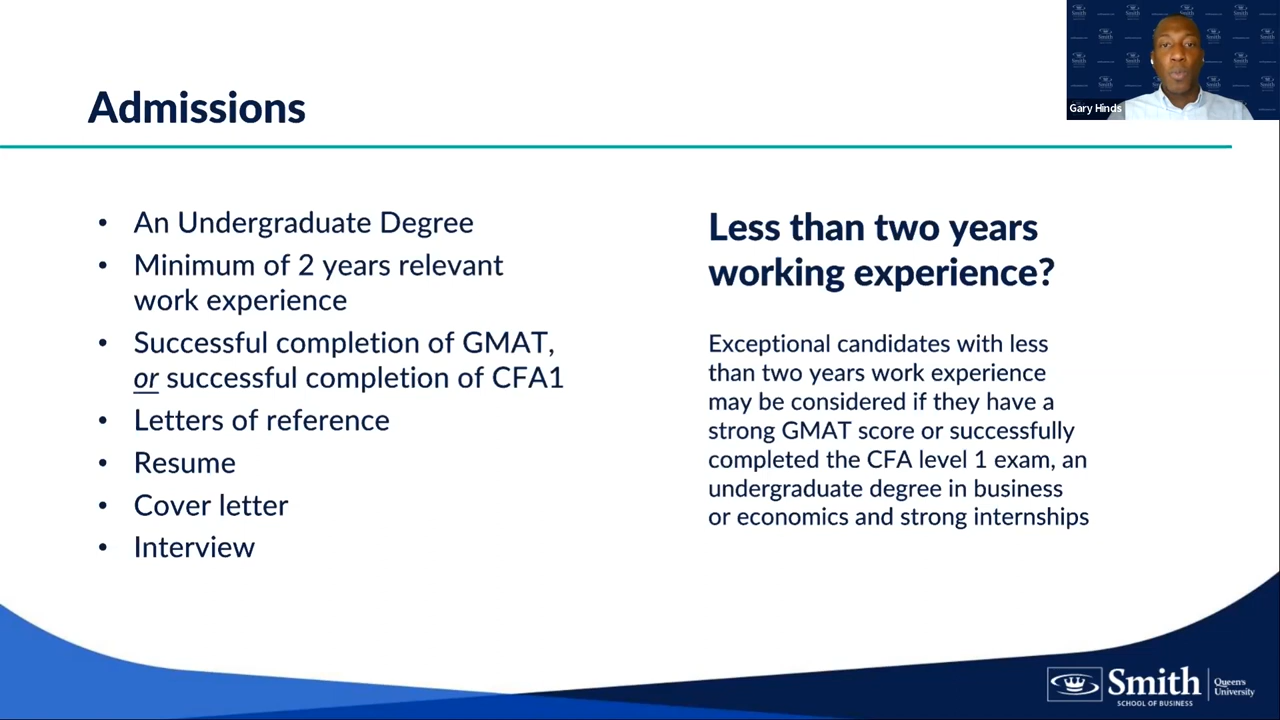 Admissions
• An Undergraduate Degree
• Minimum of 2 years relevant
work experience
• Successful completion of GMAT,
or successful completion of CFA1
• Letters of reference
• Resume
• Cover letter
• Interview
Less than two years
working experience?
Exceptional candidates with less
than two years work experience
may be considered if they have a
strong GMAT score or successfully
completed the CFA level 1 exam, an
undergraduate degree in business
or economics and strong internships
Smith
Smith
Smith
Smith
Gary Hinds
Smith
SCHOOL OF BUSINESS
Queen's
University